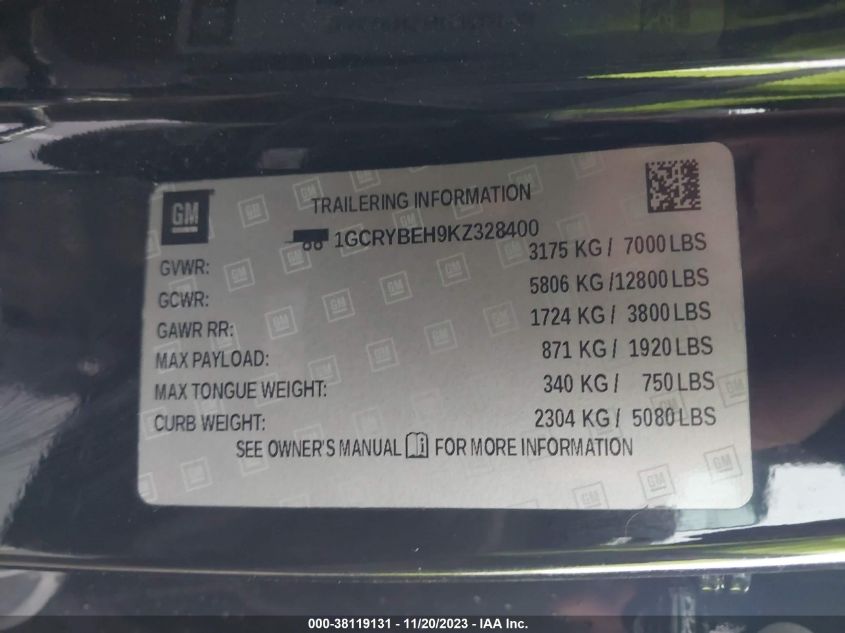 GM
TRAILERING INFORMATION
1GCRYBEH9KZ328400
GVWR: 3175 KG / 7000 LBS
GCWR: 5806 KG /12800 LBS
GAWR RR: 1724 KG / 3800 LBS
MAX PAYLOAD: 871 KG / 1920 LBS
MAX TONGUE WEIGHT: 340 KG / 750 LBS
CURB WEIGHT: 2304 KG / 5080 LBS
SEE OWNER'S MANUAL i FOR MORE INFORMATION
000-38119131 - 11/20/2023 - IAA Inc.